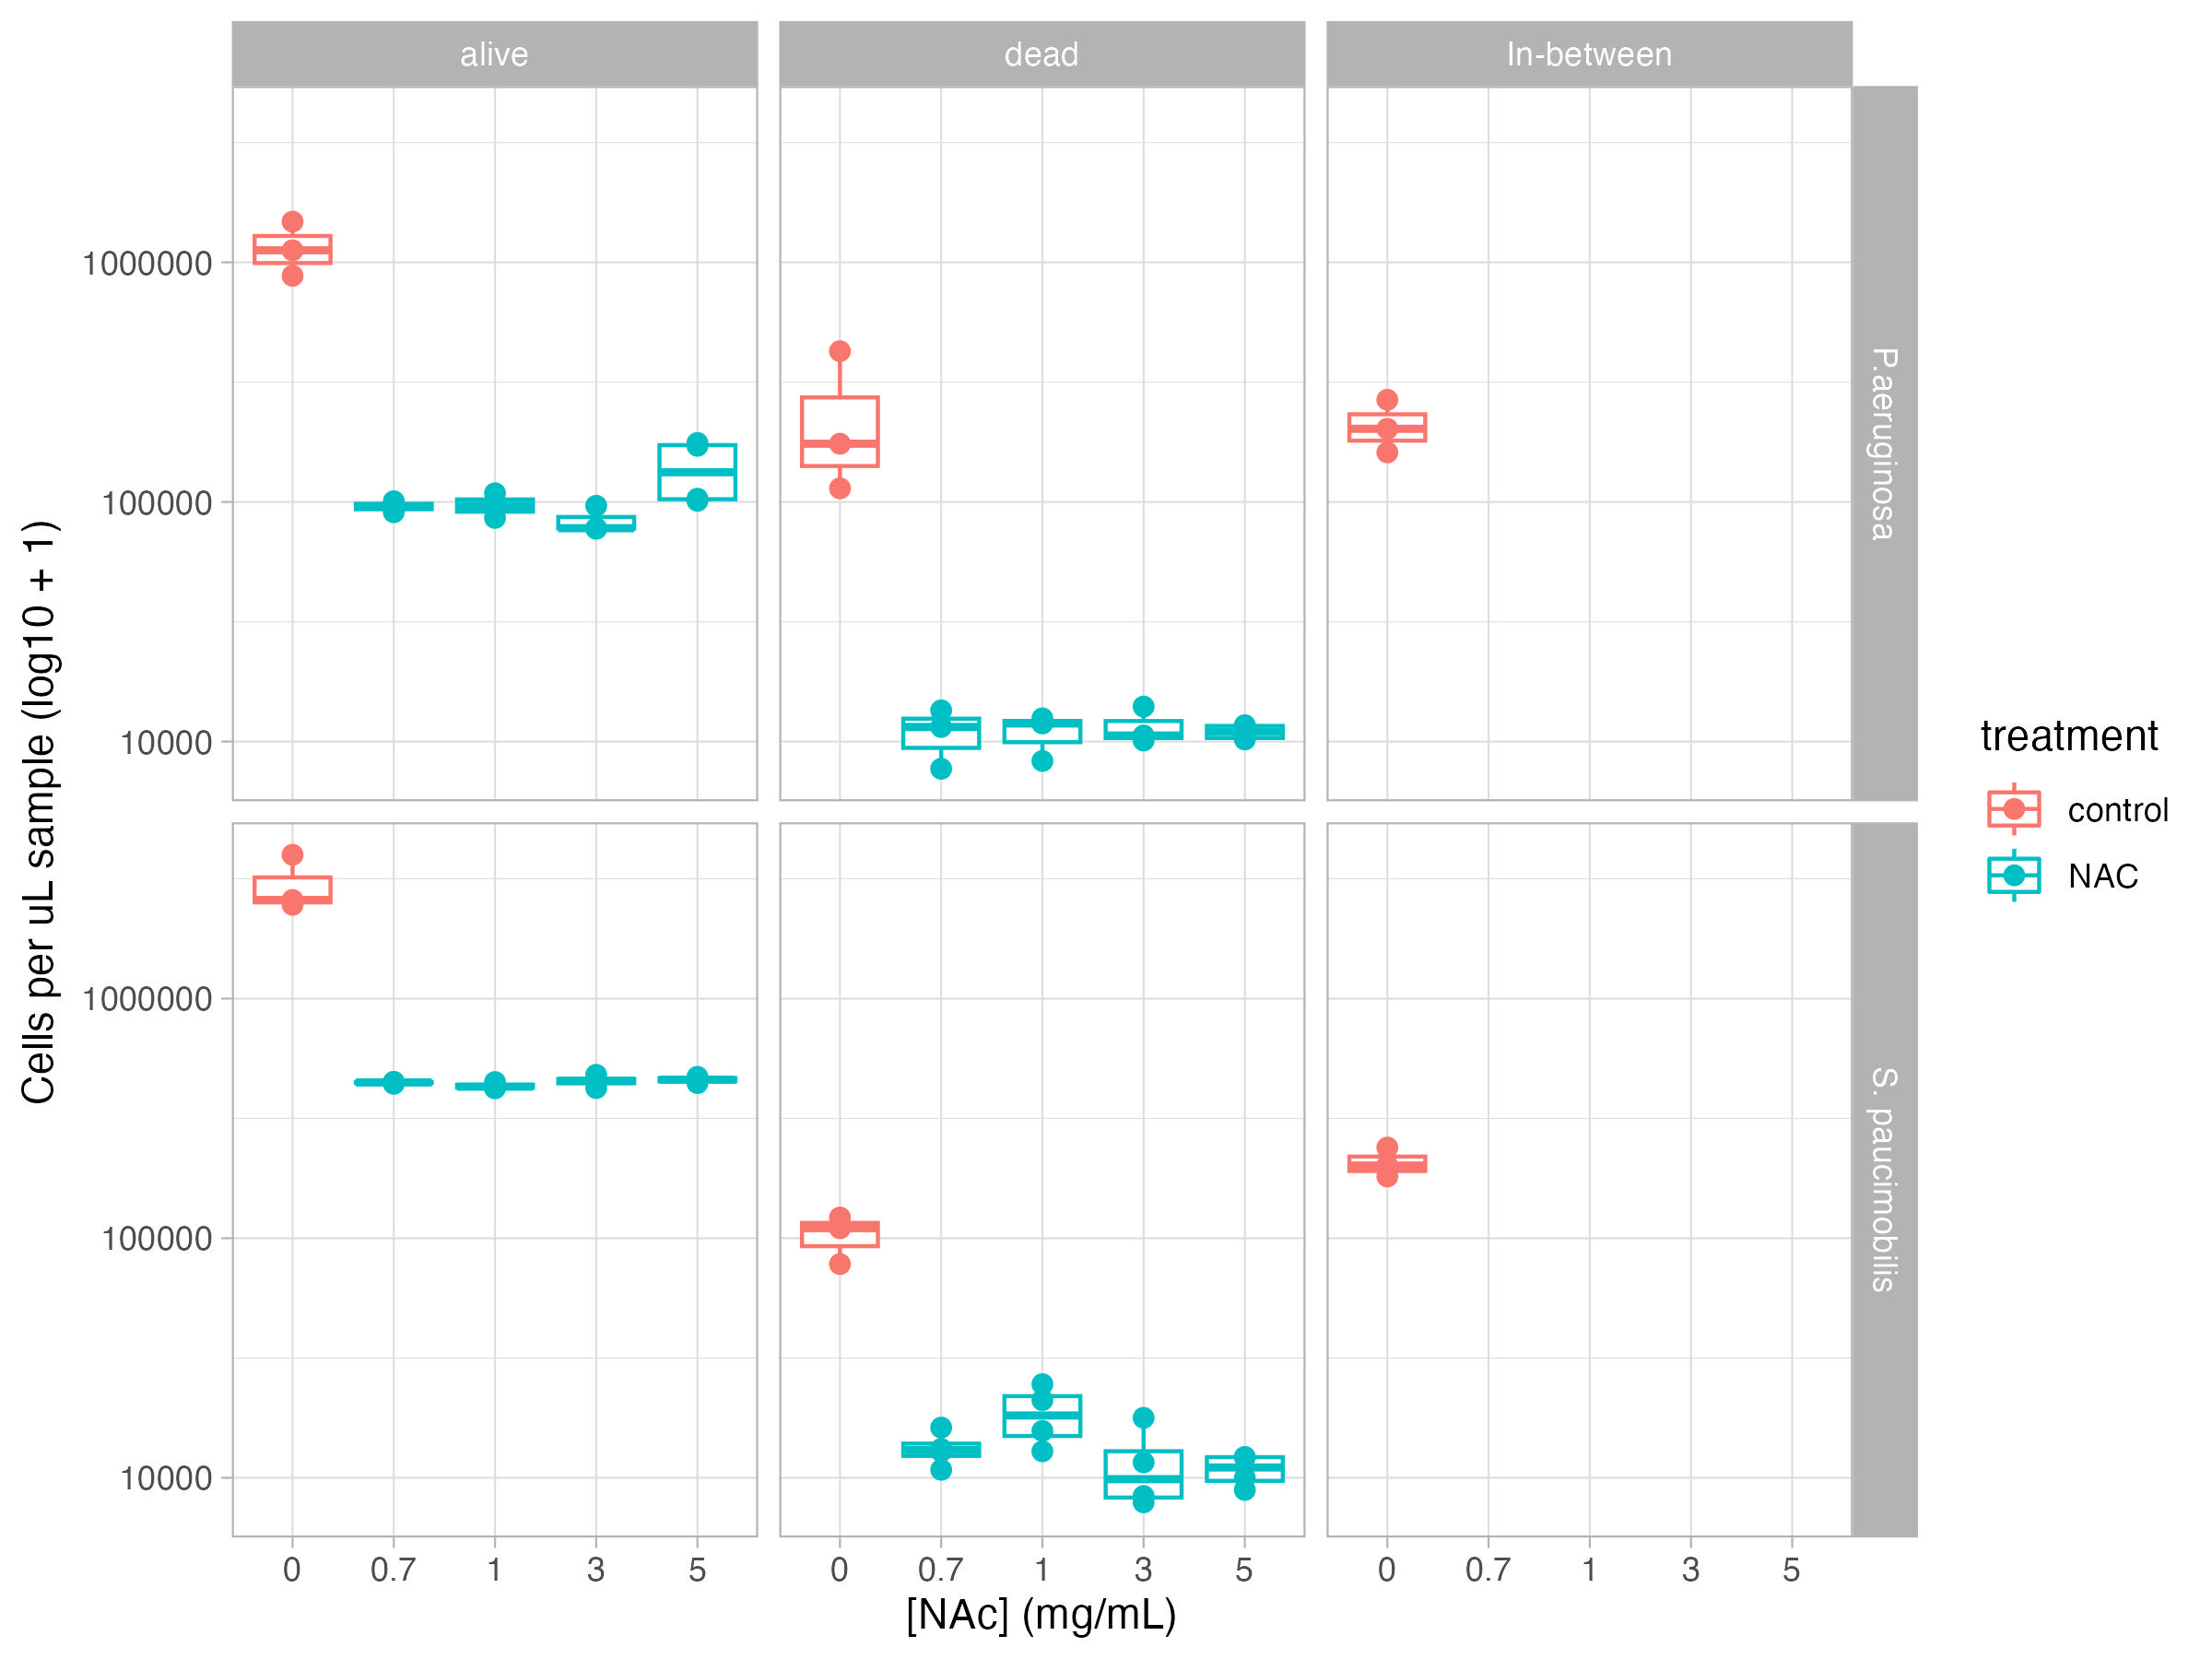 alive
dead
In-between
1000000
100000
10000
P.aeruginosa
1000000
100000
10000
S. paucimobilis
Cells per uL sample (log10 + 1)
0 0.7 1 3 5
0 0.7 1 3 5
0 0.7 1 3 5
[NAc] (mg/mL)
treatment
control
NAC